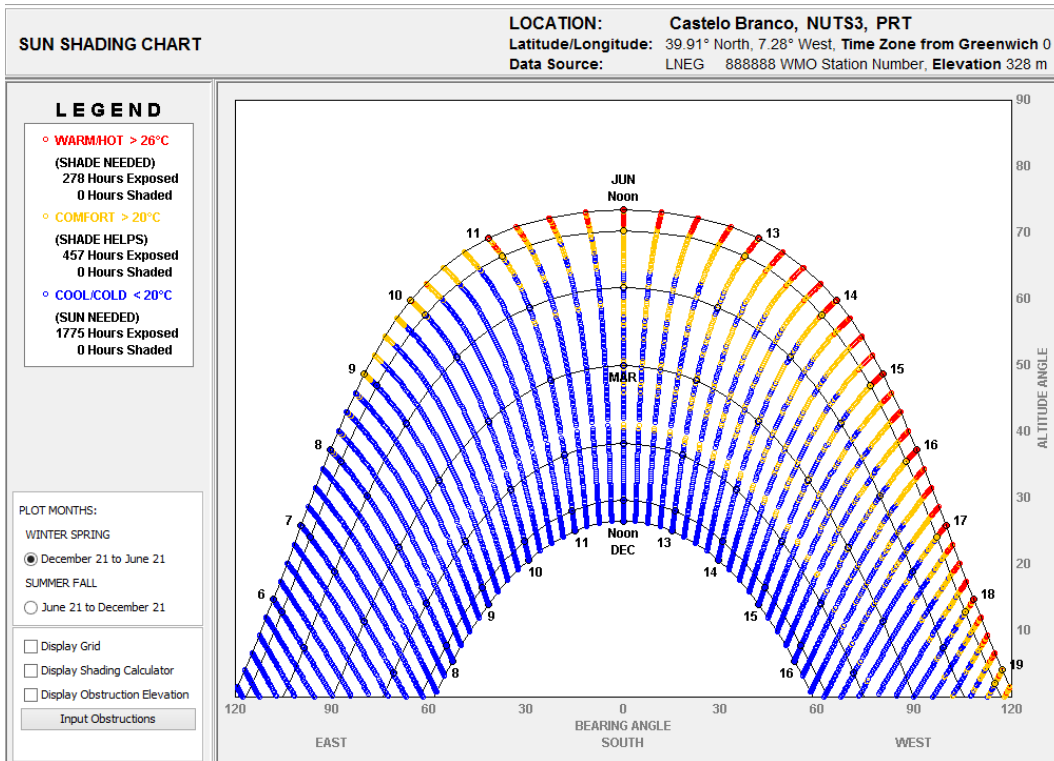 SUN SHADING CHART
LOCATION: Castelo Branco, NUTS3, PRT
Latitude/Longitude: 39.91° North, 7.28° West, Time Zone from Greenwich 0
Data Source: LNEG 888888 WMO Station Number, Elevation 328 m
LEGEND
WARM/HOT > 26°C
(SHADE NEEDED)
278 Hours Exposed
0 Hours Shaded
COMFORT > 20°C
(SHADE HELPS)
457 Hours Exposed
0 Hours Shaded
COOL/COLD < 20°C
(SUN NEEDED)
1775 Hours Exposed
0 Hours Shaded
PLOT MONTHS:
WINTER SPRING
December 21 to June 21
SUMMER FALL
June 21 to December 21
Display Grid
Display Shading Calculator
Display Obstruction Elevation
Input Obstructions
90
80
70
60
50
40
30
20
10
ALTITUDE ANGLE
JUN
Noon
11
13
10
14
9
15
MAR
8
16
7
17
6
18
19
Noon
DEC
11
13
10
14
9
15
8
16
120 90 60 30 0 30 60 90 120
BEARING ANGLE
EAST SOUTH WEST